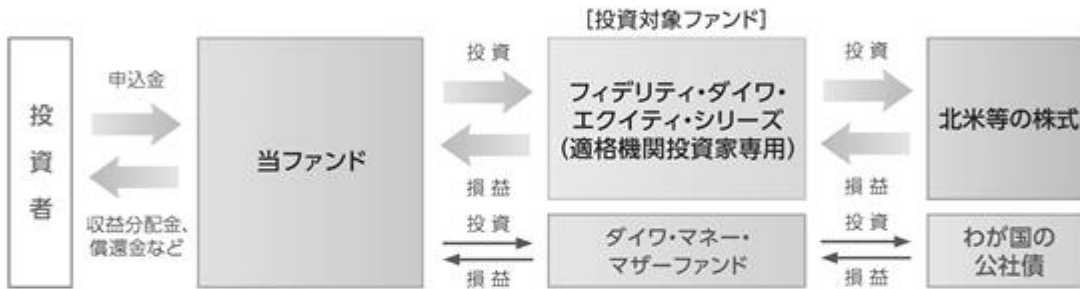 [投資対象ファンド]
投資者
申込金
収益分配金、
償還金など
当ファンド
投資
損益
投資
損益
フィデリティ・ダイワ・
エクイティ・シリーズ
(適格機関投資家専用)
ダイワ・マネー・
マザーファンド
投資
損益
投資
損益
北米等の株式
わが国の
公社債